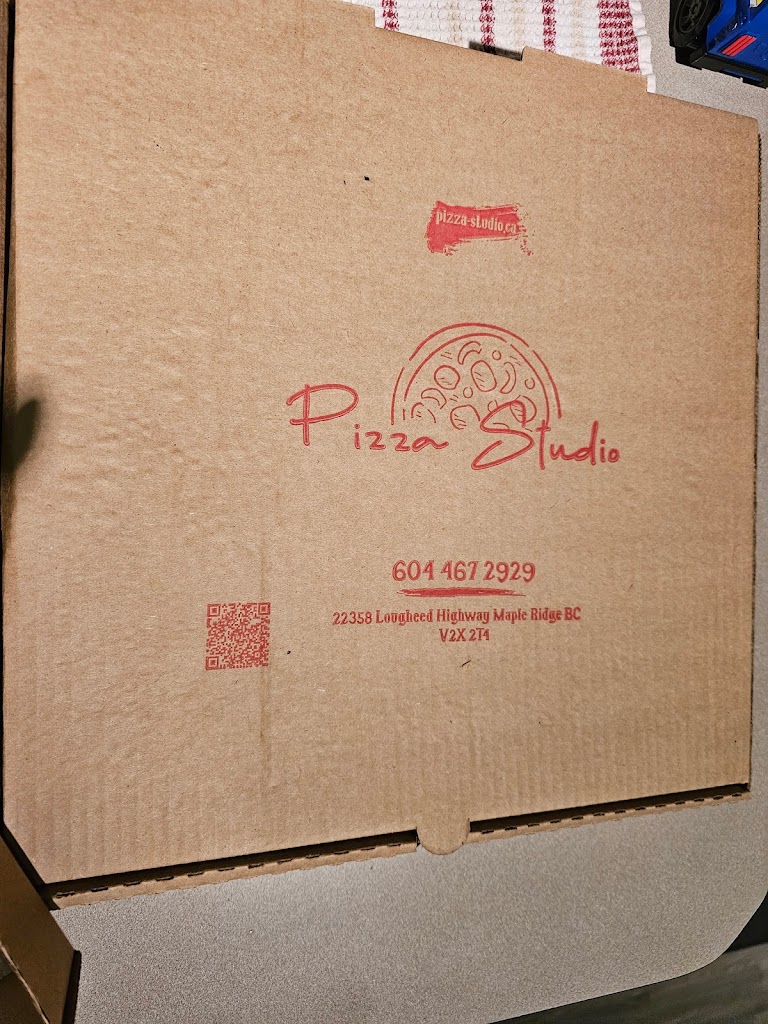 pizza-studio.ca
Pizza Studio
604 467 2929
22358 Lougheed Highway Maple Ridge BC
V2X 2T4